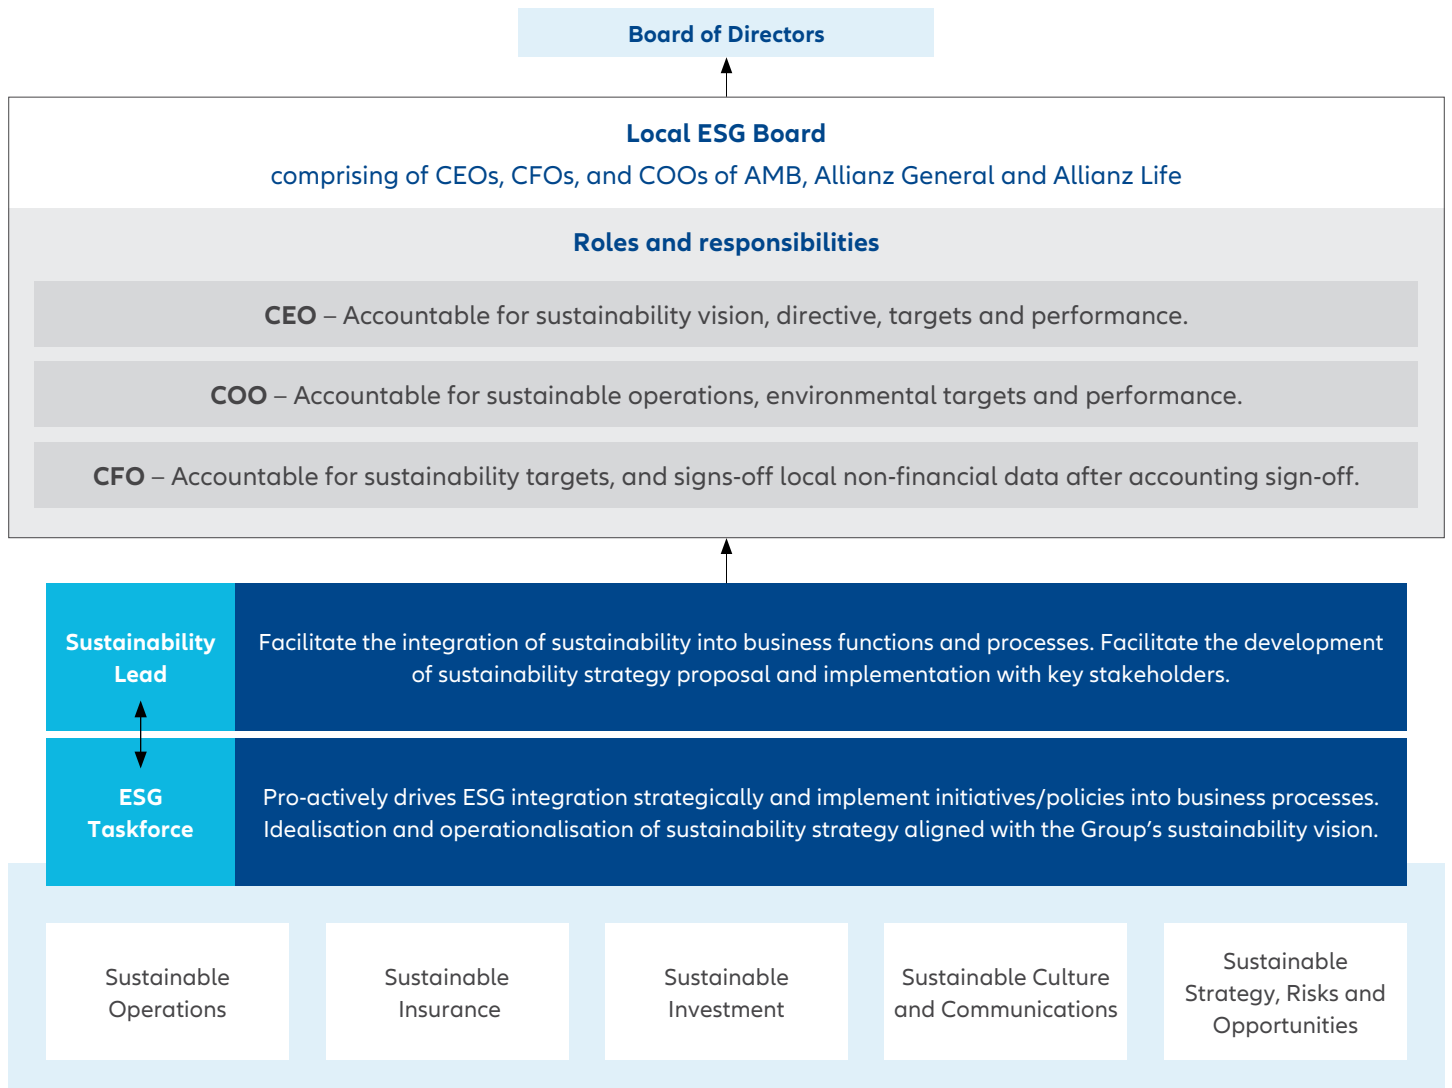 Board of Directors
Local ESG Board
comprising of CEOs, CFOs, and COOs of AMB, Allianz General and Allianz Life
Roles and responsibilities
CEO – Accountable for sustainability vision, directive, targets and performance.
COO – Accountable for sustainable operations, environmental targets and performance.
CFO – Accountable for sustainability targets, and signs-off local non-financial data after accounting sign-off.
Sustainability
Lead
Facilitate the integration of sustainability into business functions and processes. Facilitate the development
of sustainability strategy proposal and implementation with key stakeholders.
ESG
Taskforce
Pro-actively drives ESG integration strategically and implement initiatives/policies into business processes.
Idealisation and operationalisation of sustainability strategy aligned with the Group’s sustainability vision.
Sustainable
Operations
Sustainable
Insurance
Sustainable
Investment
Sustainable Culture
and Communications
Sustainable
Strategy, Risks and
Opportunities